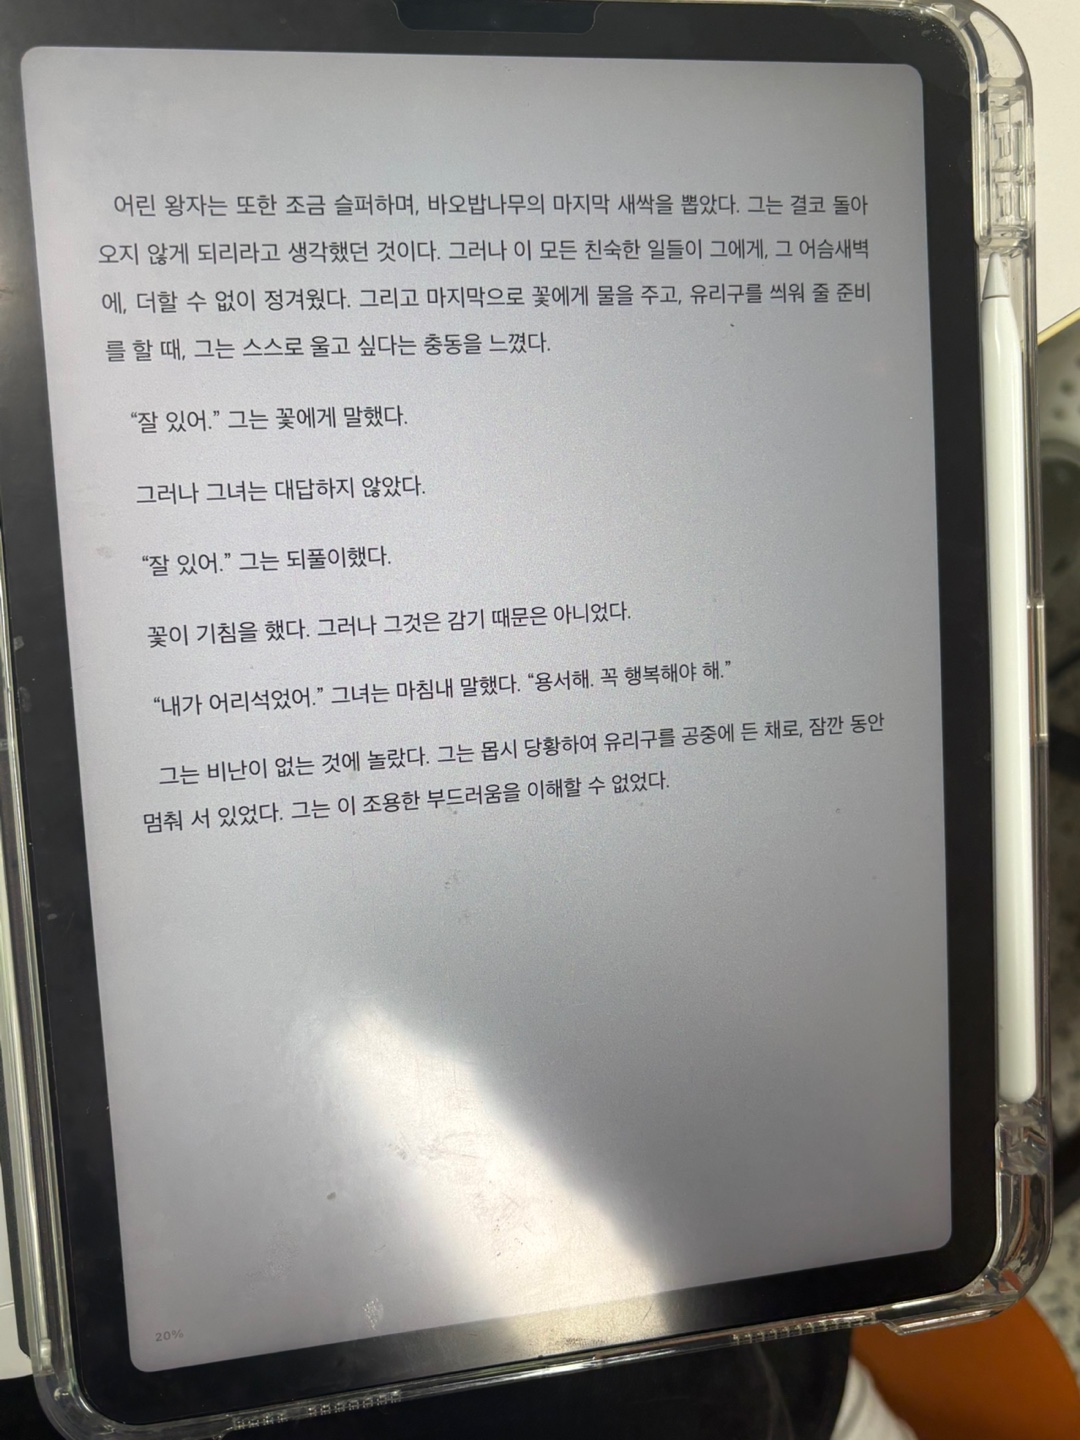 어린 왕자는 또한 조금 슬퍼하며, 바오밥나무의 마지막 새싹을 뽑았다. 그는 결코 돌아
오지 않게 되리라고 생각했던 것이다. 그러나 이 모든 친숙한 일들이 그에게, 그 어슴새벽
에, 더할 수 없이 정겨웠다. 그리고 마지막으로 꽃에게 물을 주고, 유리구를 씌워 줄 준비
를 할 때, 그는 스스로 울고 싶다는 충동을 느꼈다.
“잘 있어.” 그는 꽃에게 말했다.
그러나 그녀는 대답하지 않았다.
“잘 있어.” 그는 되풀이했다.
꽃이 기침을 했다. 그러나 그것은 감기 때문은 아니었다.
“내가 어리석었어.” 그녀는 마침내 말했다. “용서해. 꼭 행복해야 해.”
그는 비난이 없는 것에 놀랐다. 그는 몹시 당황하여 유리구를 공중에 든 채로, 잠깐 동안
멈춰 서 있었다. 그는 이 조용한 부드러움을 이해할 수 없었다.
20%